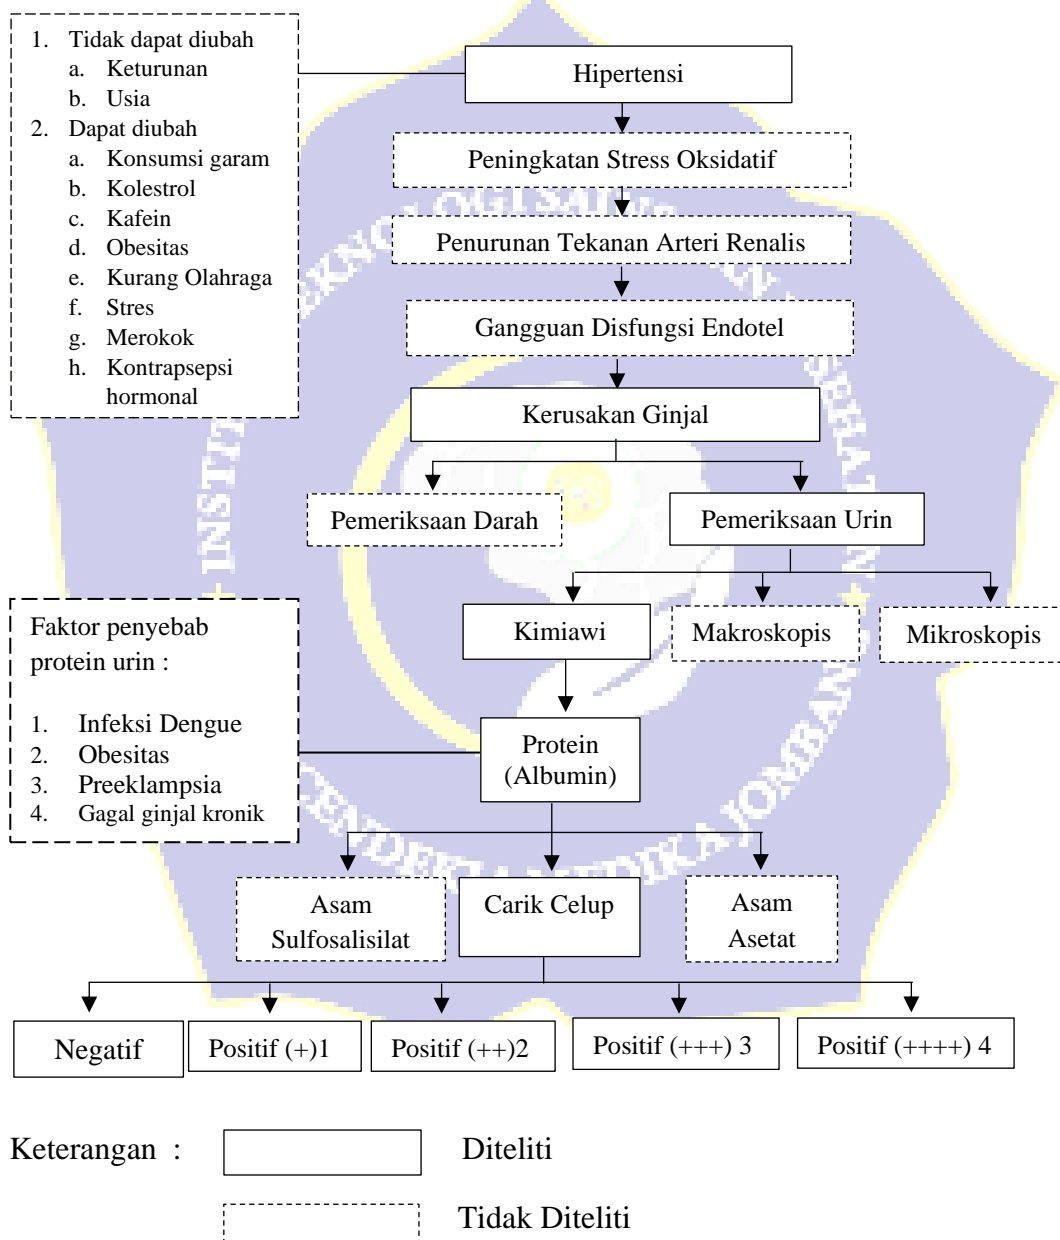 1. Tidak dapat diubah
a. Keturunan
b. Usia
2. Dapat diubah
a. Konsumsi garam
b. Kolestrol
c. Kafein
d. Obesitas
e. Kurang Olahraga
f. Stres
g. Merokok
h. Kontrapsepsi
hormonal
Hipertensi
Peningkatan Stress Oksidatif
Penurunan Tekanan Arteri Renalis
Gangguan Disfungsi Endotel
Kerusakan Ginjal
Pemeriksaan Darah
Pemeriksaan Urin
Kimiawi
Makroskopis
Mikroskopis
Faktor penyebab
protein urin :
1. Infeksi Dengue
2. Obesitas
3. Preeklampsia
4. Gagal ginjal kronik
Protein
(Albumin)
Asam
Sulfosalisilat
Carik Celup
Asam
Asetat
Negatif
Positif (+)1
Positif (++)2
Positif (+++) 3
Positif (++++) 4
Keterangan :
Diteliti
Tidak Diteliti